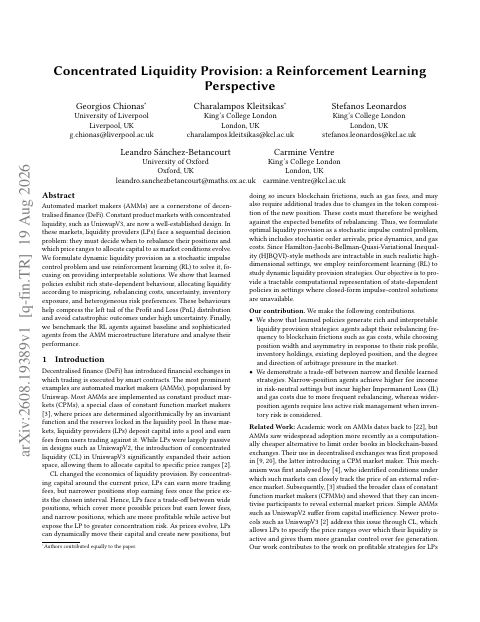 Concentrated Liquidity Provision: a Reinforcement Learning
Perspective
Georgios Chionas*
University of Liverpool
Liverpool, UK
g.chionas@liverpool.ac.uk
Charalampos Kleitsikas*
King's College London
London, UK
charalampos.kleitsikas@kcl.ac.uk
Stefanos Leonardos
King's College London
London, UK
stefanos.leonardos@kcl.ac.uk
Leandro Sánchez-Betancourt
University of Oxford
Oxford, UK
leandro.sanchezbetancourt@maths.ox.ac.uk
Carmine Ventre
King's College London
London, UK
carmine.ventre@kcl.ac.uk
arXiv:2608.19389v1 [q-fin.TR] 19 Aug 2026
Abstract
Automated market makers (AMMs) are a cornerstone of decen-
tralised finance (DeFi). Constant product markets with concentrated
liquidity, such as UniswapV3, are now a well-established design. In
these markets, liquidity providers (LPs) face a sequential decision
problem: they must decide when to rebalance their positions and
which price ranges to allocate capital to as market conditions evolve.
We formulate dynamic liquidity provision as a stochastic impulse
control problem and use reinforcement learning (RL) to solve it, fo-
cusing on providing interpretable solutions. We show that learned
policies exhibit rich state-dependent behaviour, allocating liquidity
according to mispricing, rebalancing costs, uncertainty, inventory
exposure, and heterogeneous risk preferences. These behaviours
help compress the left tail of the Profit and Loss (PnL) distribution
and avoid catastrophic outcomes under high uncertainty. Finally,
we benchmark the RL agents against baseline and sophisticated
agents from the AMM microstructure literature and analyse their
performance.
1 Introduction
Decentralised finance (DeFi) has introduced financial exchanges in
which trading is executed by smart contracts. The most prominent
examples are automated market makers (AMMs), popularised by
Uniswap. Most AMMs are implemented as constant product mar-
kets (CPMs), a special class of constant function market makers
[3], where prices are determined algorithmically by an invariant
function and the reserves locked in the liquidity pool. In these mar-
kets, liquidity providers (LPs) deposit capital into a pool and earn
fees from users trading against it. While LPs were largely passive
in designs such as UniswapV2, the introduction of concentrated
liquidity (CL) in UniswapV3 significantly expanded their action
space, allowing them to allocate capital to specific price ranges [2].
CL changed the economics of liquidity provision. By concentrat-
ing capital around the current price, LPs can earn more trading
fees, but narrower positions stop earning fees once the price ex-
its the chosen interval. Hence, LPs face a trade-off between wide
positions, which cover more possible prices but earn lower fees,
and narrow positions, which are more profitable while active but
expose the LP to greater concentration risk. As prices evolve, LPs
can dynamically move their capital and create new positions, but
*Authors contributed equally to the paper.
doing so incurs blockchain frictions, such as gas fees, and may
also require additional trades due to changes in the token compo-
sition of the new position. These costs must therefore be weighed
against the expected benefits of rebalancing. Thus, we formulate
optimal liquidity provision as a stochastic impulse control problem,
which includes stochastic order arrivals, price dynamics, and gas
costs. Since Hamilton-Jacobi-Bellman-Quasi-Variational Inequal-
ity (HJBQVI)-style methods are intractable in such realistic high-
dimensional settings, we employ reinforcement learning (RL) to
study dynamic liquidity provision strategies. Our objective is to pro-
vide a tractable computational representation of state-dependent
policies in settings where closed-form impulse-control solutions
are unavailable.
Our contribution. We make the following contributions.
• We show that learned policies generate rich and interpretable
liquidity provision strategies: agents adapt their rebalancing fre-
quency to blockchain frictions such as gas costs, while choosing
position width and asymmetry in response to their risk profile,
inventory holdings, existing deployed position, and the degree
and direction of arbitrage pressure in the market.
• We demonstrate a trade-off between narrow and flexible learned
strategies. Narrow-position agents achieve higher fee income
in risk-neutral settings but incur higher Impermanent Loss (IL)
and gas costs due to more frequent rebalancing, whereas wider-
position agents require less active risk management when inven-
tory risk is considered.
Related Work: Academic work on AMMs dates back to [22], but
AMMs saw widespread adoption more recently as a computation-
ally cheaper alternative to limit order books in blockchain-based
exchanges. Their use in decentralised exchanges was first proposed
in [9, 20], the latter introducing a CPM market maker. This mech-
anism was first analysed by [4], who identified conditions under
which such markets can closely track the price of an external refer-
ence market. Subsequently, [3] studied the broader class of constant
function market makers (CFMMs) and showed that they can incen-
tivise participants to reveal external market prices. Simple AMMs
such as UniswapV2 suffer from capital inefficiency. Newer proto-
cols such as UniswapV3 [2] address this issue through CL, which
allows LPs to specify the price ranges over which their liquidity is
active and gives them more granular control over fee generation.
Our work contributes to the work on profitable strategies for LPs